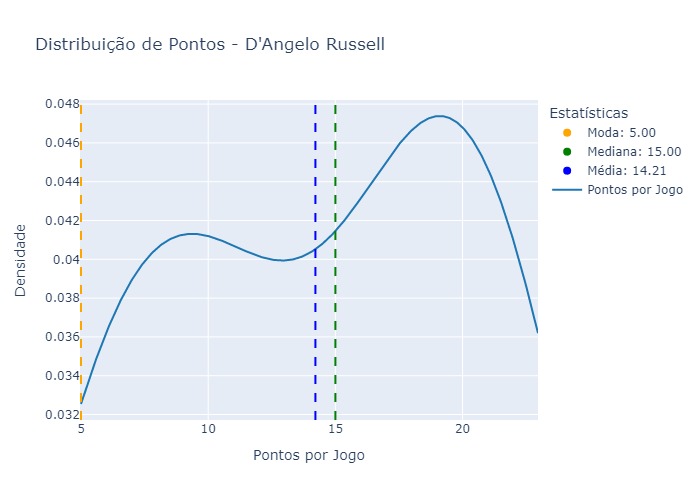 Distribuição de Pontos - D'Angelo Russell
Estatísticas
Moda: 5.00
Mediana: 15.00
Média: 14.21
Pontos por Jogo
Densidade
0.048
0.046
0.044
0.042
0.04
0.038
0.036
0.034
0.032
5 10 15 20
Pontos por Jogo